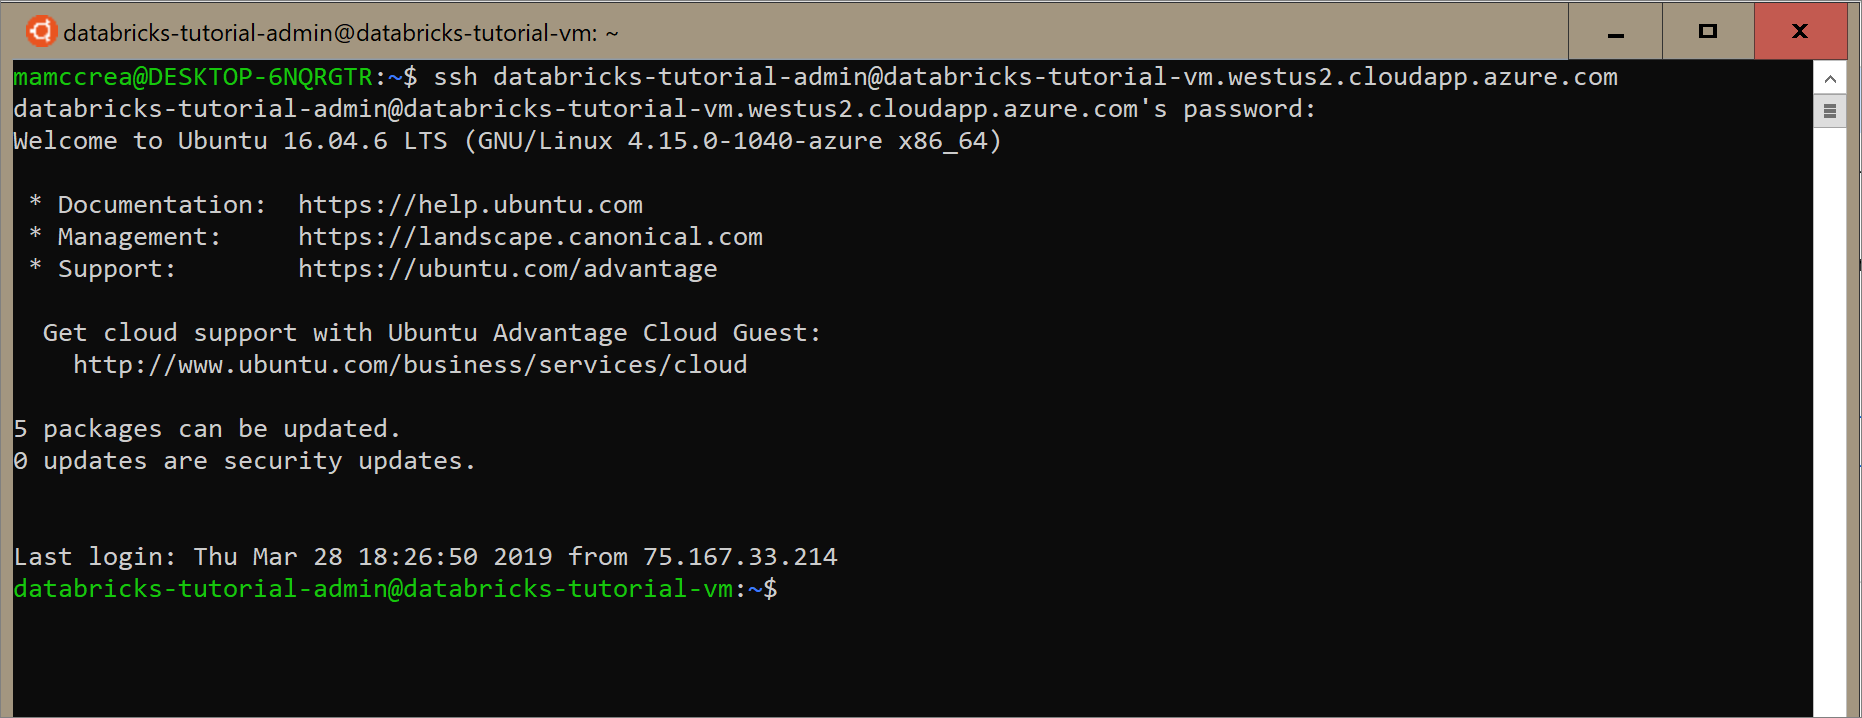 databricks-tutorial-admin@databricks-tutorial-vm: ~
mamccrea@DESKTOP-6NQRGTR:~$ ssh databricks-tutorial-admin@databricks-tutorial-vm.westus2.cloudapp.azure.com
databricks-tutorial-admin@databricks-tutorial-vm.westus2.cloudapp.azure.com's password:
Welcome to Ubuntu 16.04.6 LTS (GNU/Linux 4.15.0-1040-azure x86_64)

 * Documentation:  https://help.ubuntu.com
 * Management:     https://landscape.canonical.com
 * Support:        https://ubuntu.com/advantage

  Get cloud support with Ubuntu Advantage Cloud Guest:
    http://www.ubuntu.com/business/services/cloud

5 packages can be updated.
0 updates are security updates.


Last login: Thu Mar 28 18:26:50 2019 from 75.167.33.214
databricks-tutorial-admin@databricks-tutorial-vm:~$